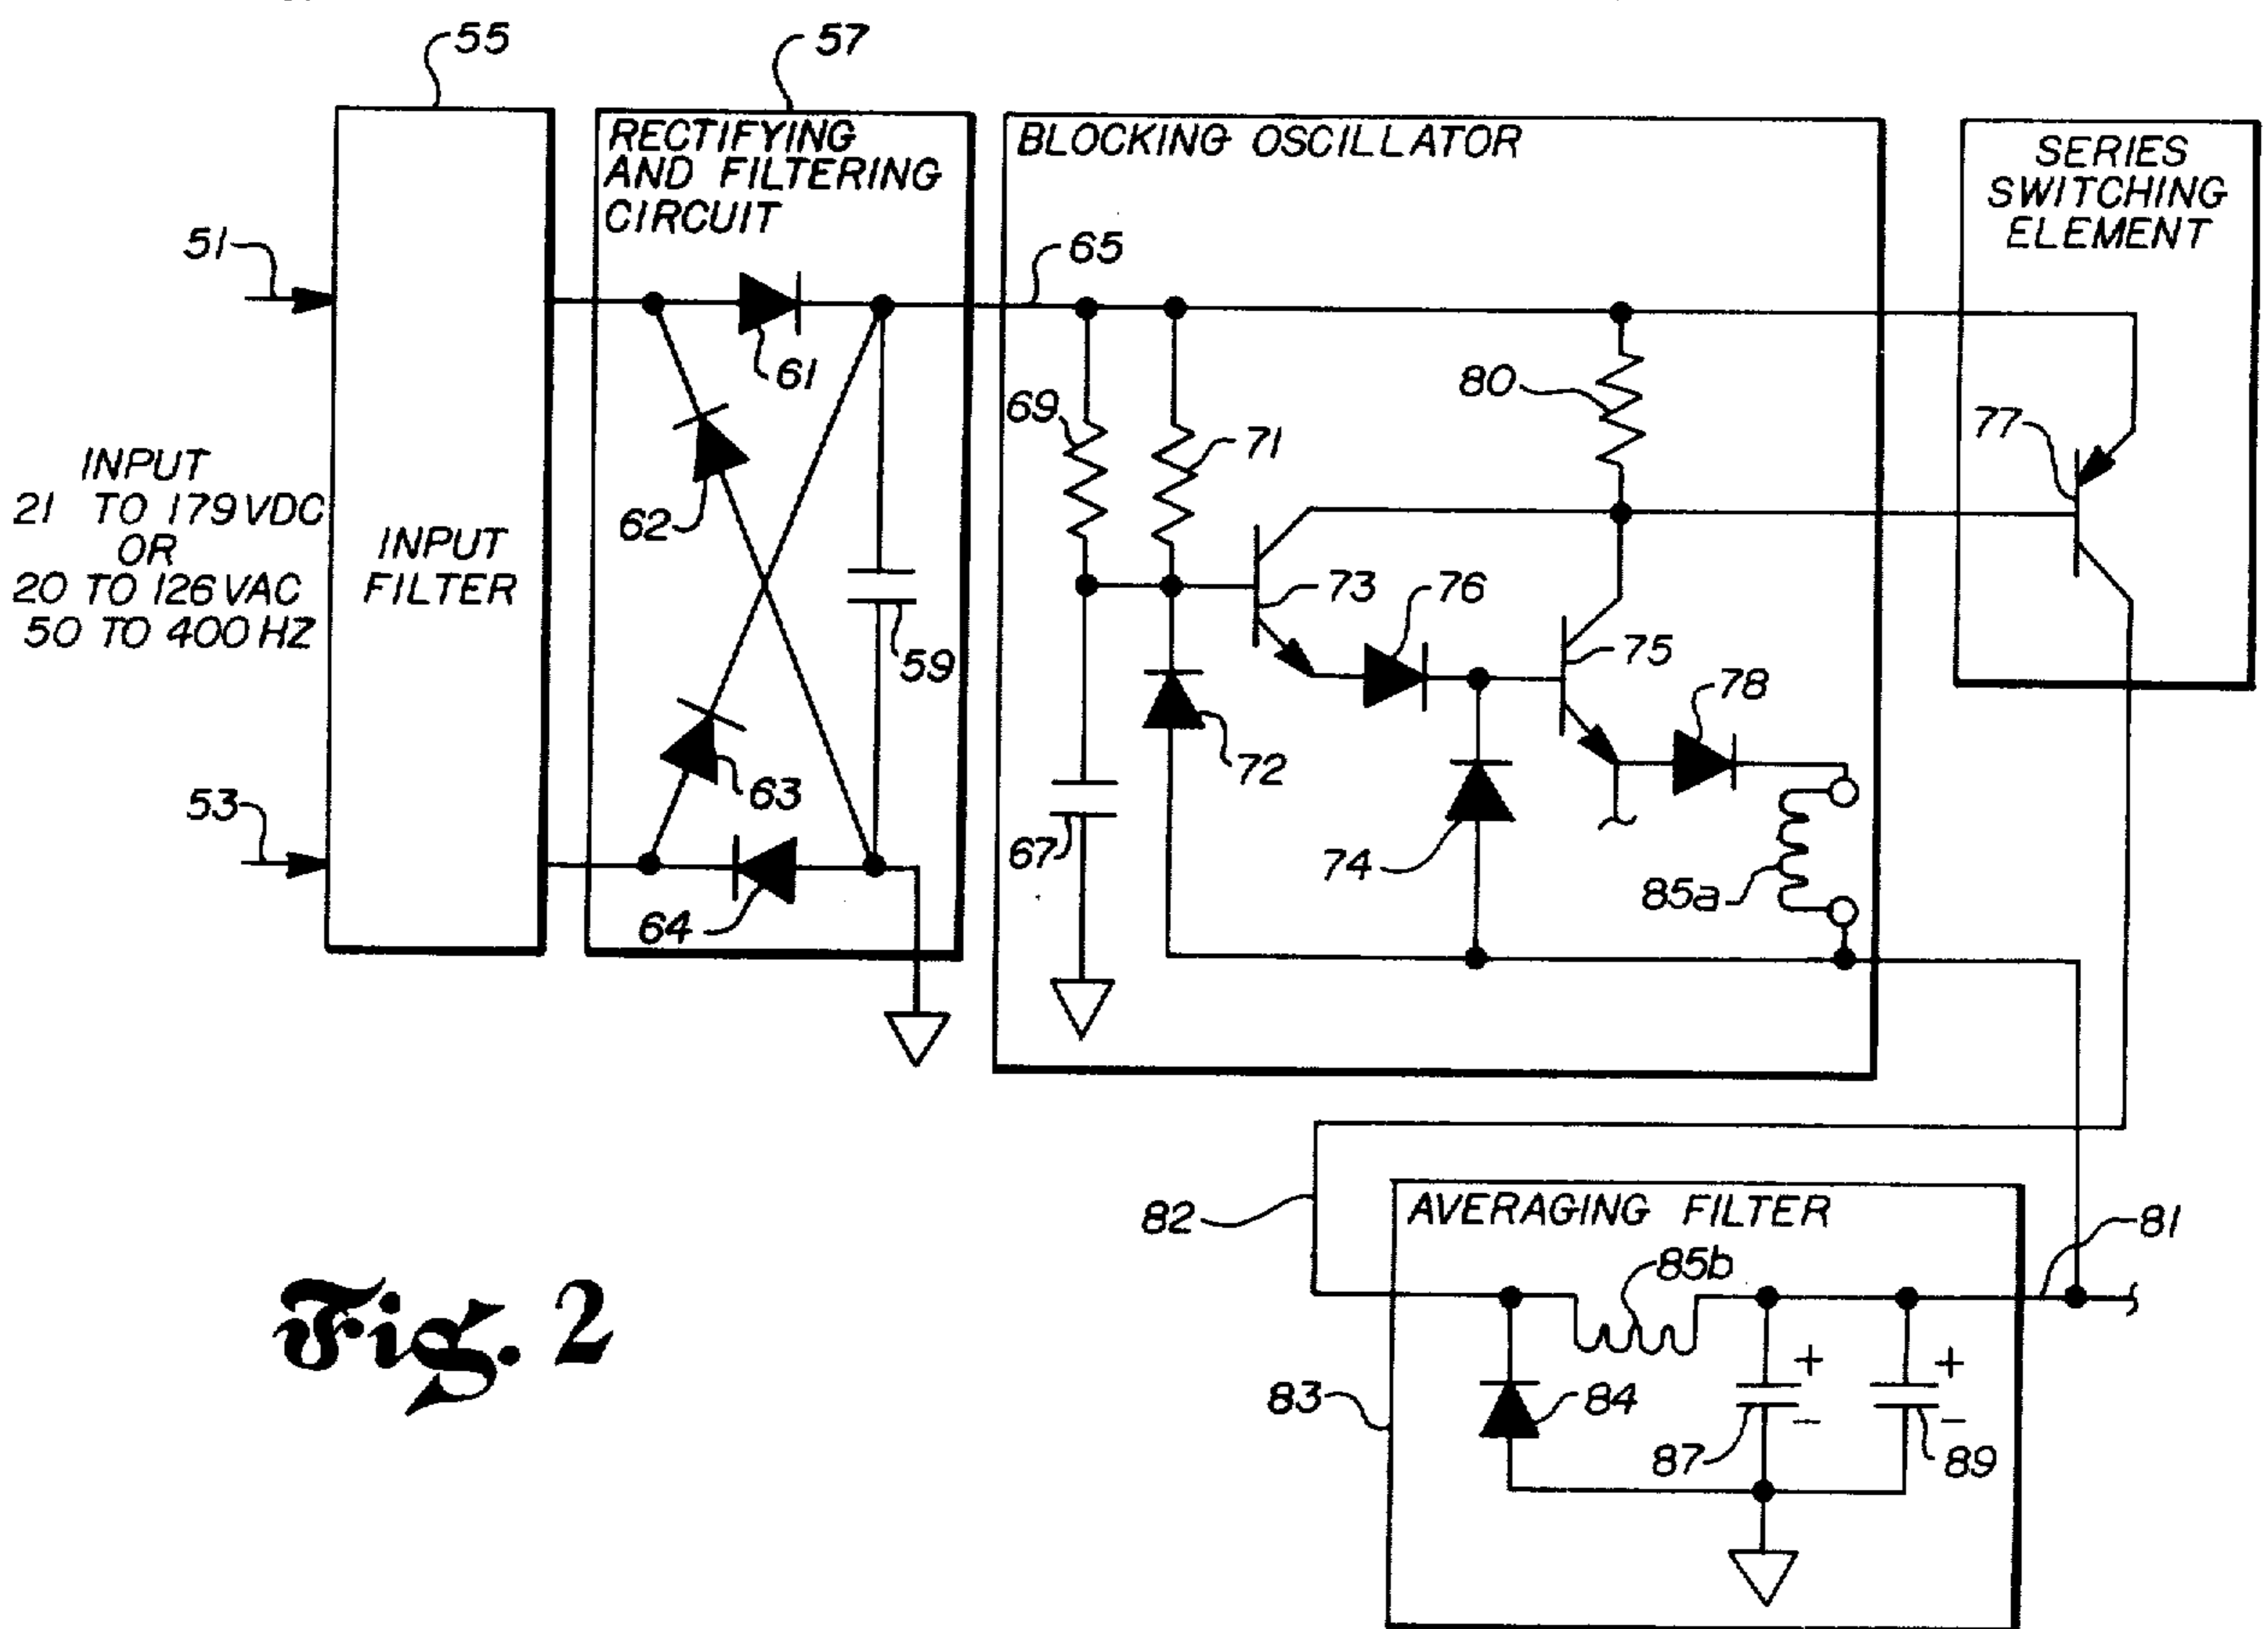 55
57
RECTIFYING
AND FILTERING
CIRCUIT
BLOCKING OSCILLATOR
SERIES
SWITCHING
ELEMENT
51
65
61
69
71
80
77
INPUT
21 TO 179 VDC
OR
20 TO 126 VAC
50 TO 400 HZ
INPUT
FILTER
62
59
73
76
75
78
53
63
72
67
74
85a
64
82
AVERAGING FILTER
81
85b
83
84
+
-
87
+
-
89
Fig. 2